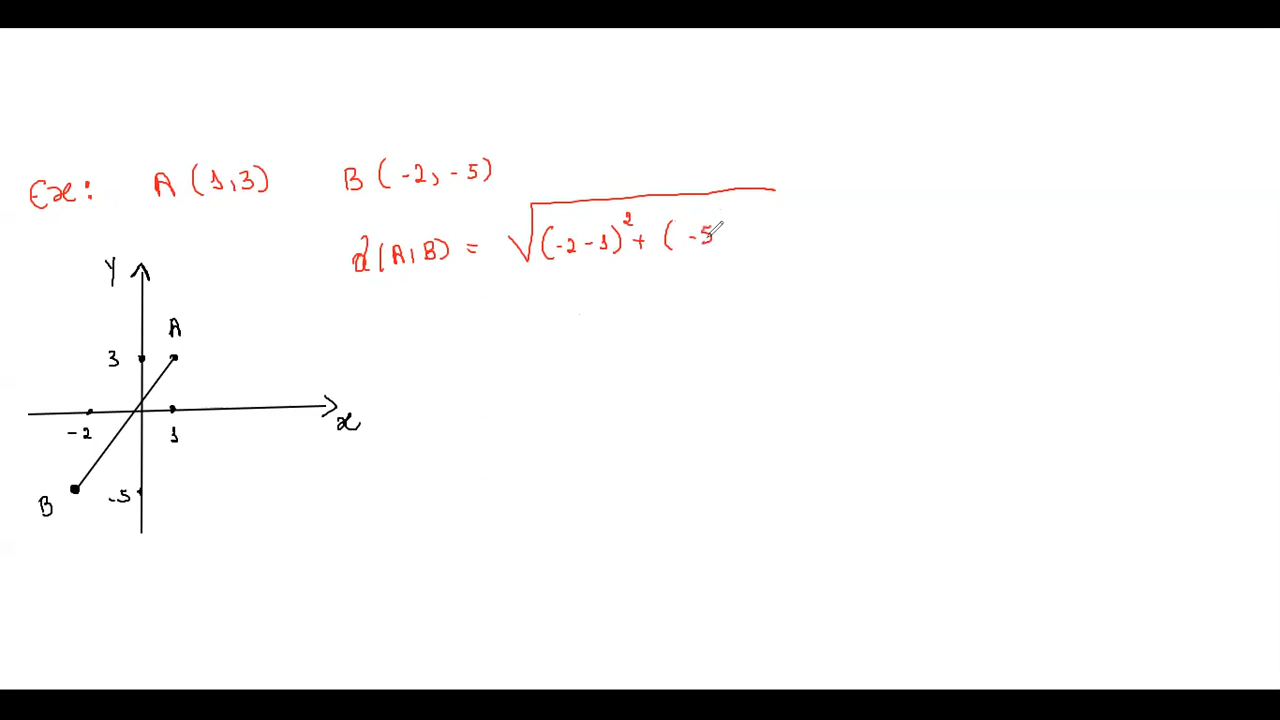 Ex: A (1,3) B (-2, -5)
d(A,B) = √(-2-1)² + ( -5
Y
A
3
-2 1 x
B -5